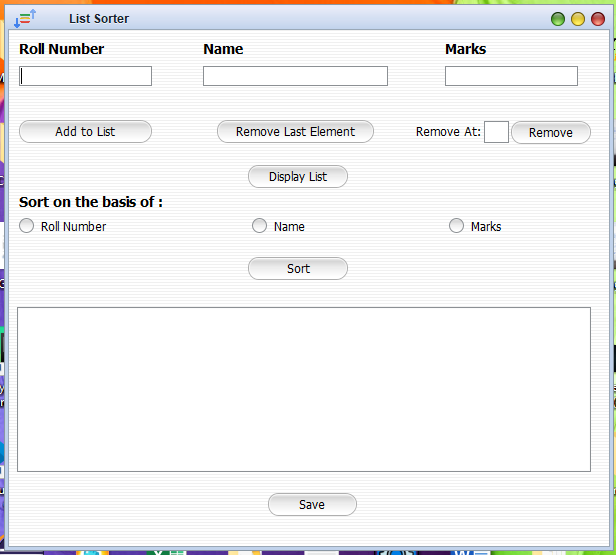 List Sorter
Roll Number Name Marks
Add to List Remove Last Element Remove At: Remove
Display List
Sort on the basis of :
Roll Number Name Marks
Sort
Save